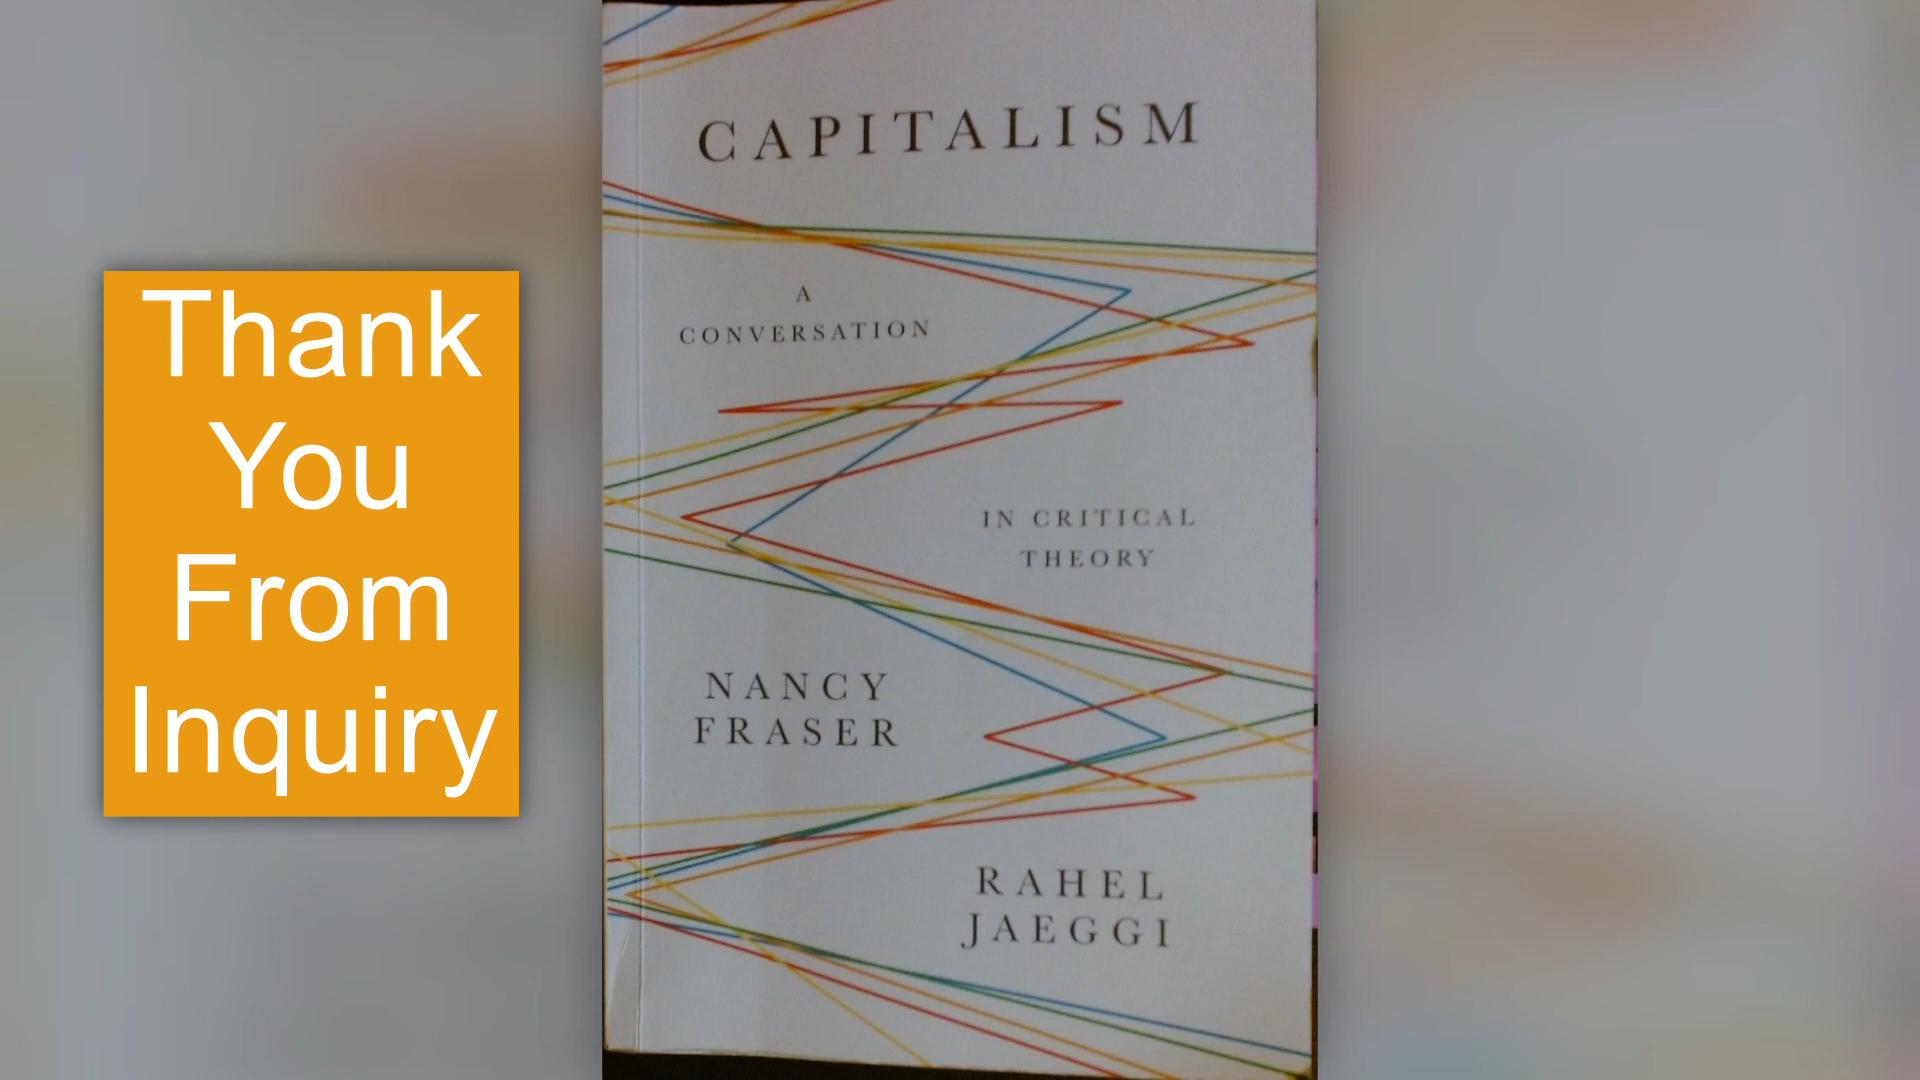 Thank
You
From
Inquiry
CAPITALISM
A
CONVERSATION
IN CRITICAL
THEORY
NANCY
FRASER
RAHEL
JAEGGI